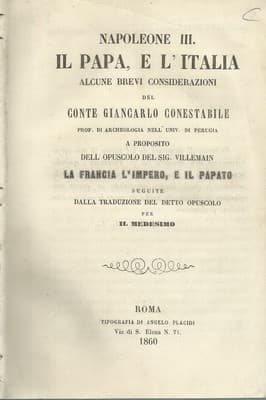 NAPOLEONE III.
IL PAPA, E L'ITALIA
ALCUNE BREVI CONSIDERAZIONI
DEL
CONTE GIANCARLO CONESTABILE
PROF. DI ARCHEOLOGIA NELL' UNIV. DI PERUGIA
A PROPOSITO
DELL OPUSCOLO DEL SIG. VILLEMAIN
LA FRANCIA L'IMPERO, E IL PAPATO
SEGUITE
DALLA TRADUZIONE DEL DETTO OPUSCOLO
PER
IL MEDESIMO
ROMA
TIPOGRAFIA DI ANGELO PLACIDI
Via di S. Elena N. 71.
1860